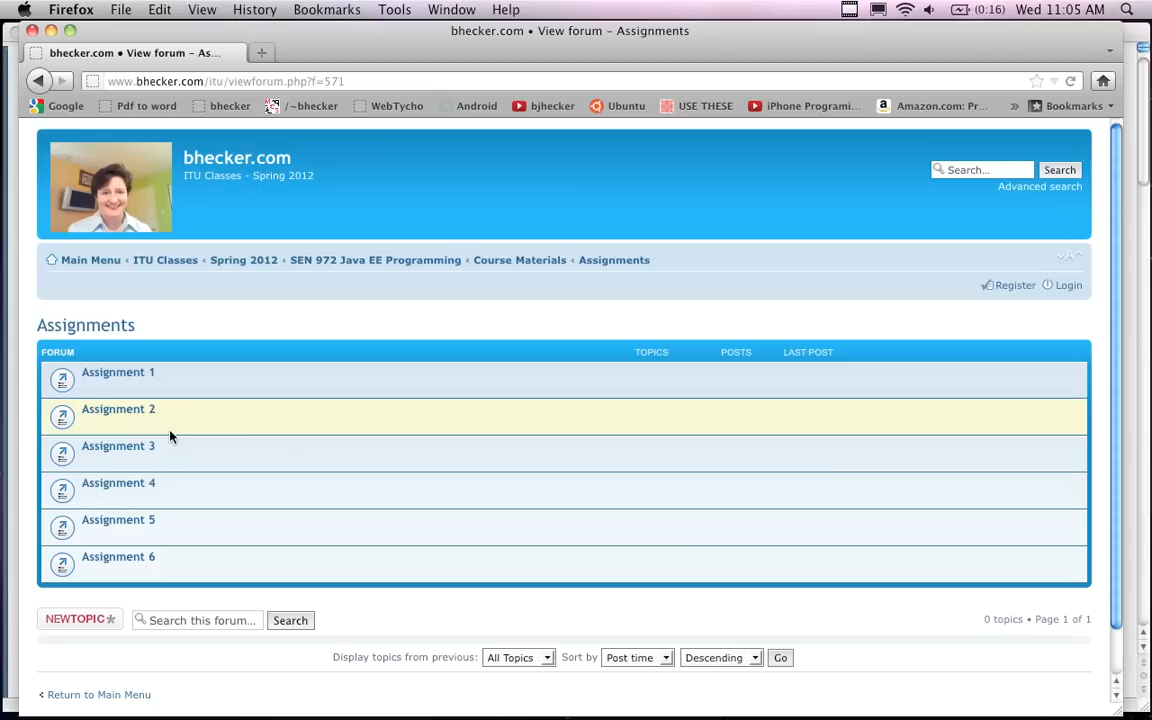 Firefox File Edit View History Bookmarks Tools Window Help (0:16) Wed 11:05 AM
bhecker.com • View forum – Assignments
bhecker.com • View forum – As...
www.bhecker.com/itu/viewforum.php?f=571
Google Pdf to word bhecker /~bhecker WebTycho Android bjhecker Ubuntu USE THESE iPhone Programi... Amazon.com: Pr... » Bookmarks
bhecker.com
ITU Classes - Spring 2012
Search... Search
Advanced search
Main Menu ‹ ITU Classes ‹ Spring 2012 ‹ SEN 972 Java EE Programming ‹ Course Materials ‹ Assignments
Register Login
Assignments
FORUM TOPICS POSTS LAST POST
Assignment 1
Assignment 2
Assignment 3
Assignment 4
Assignment 5
Assignment 6
NEWTOPIC* Search this forum... Search 0 topics • Page 1 of 1
Display topics from previous: All Topics Sort by Post time Descending Go
Return to Main Menu